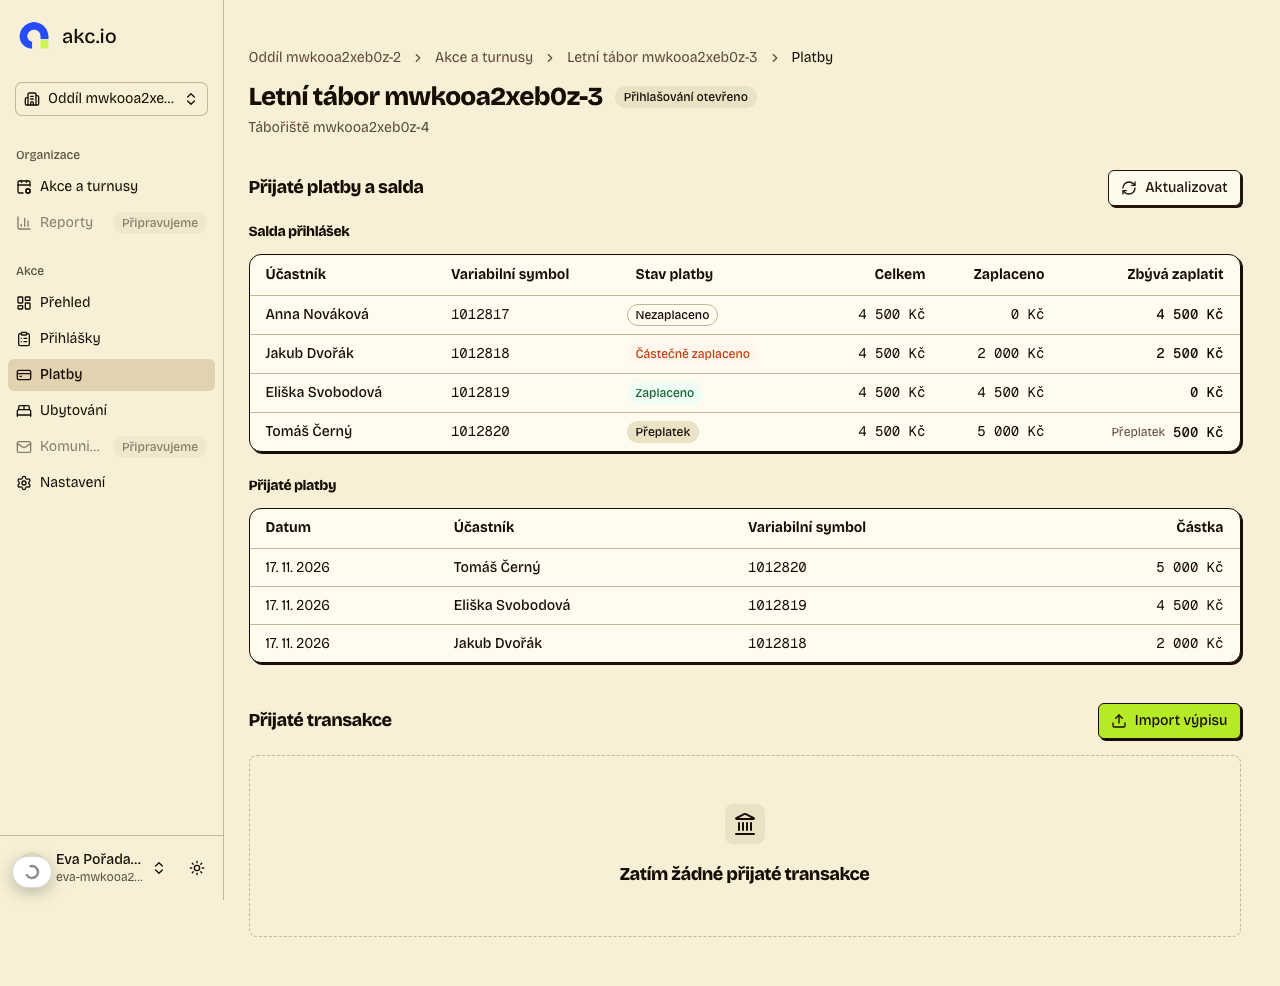 akc.io
Oddíl mwkooa2xe...
Organizace
Akce a turnusy
Reporty Připravujeme
Akce
Přehled
Přihlášky
Platby
Ubytování
Komuni... Připravujeme
Nastavení
Eva Pořada...
eva-mwkooa2...
Oddíl mwkooa2xeb0z-2 > Akce a turnusy > Letní tábor mwkooa2xeb0z-3 > Platby
Letní tábor mwkooa2xeb0z-3 Přihlašování otevřeno
Tábořiště mwkooa2xeb0z-4
Přijaté platby a salda Aktualizovat
Salda přihlášek
Účastník Variabilní symbol Stav platby Celkem Zaplaceno Zbývá zaplatit
Anna Nováková 1012817 Nezaplaceno 4 500 Kč 0 Kč 4 500 Kč
Jakub Dvořák 1012818 Částečně zaplaceno 4 500 Kč 2 000 Kč 2 500 Kč
Eliška Svobodová 1012819 Zaplaceno 4 500 Kč 4 500 Kč 0 Kč
Tomáš Černý 1012820 Přeplatek 4 500 Kč 5 000 Kč Přeplatek 500 Kč
Přijaté platby
Datum Účastník Variabilní symbol Částka
17. 11. 2026 Tomáš Černý 1012820 5 000 Kč
17. 11. 2026 Eliška Svobodová 1012819 4 500 Kč
17. 11. 2026 Jakub Dvořák 1012818 2 000 Kč
Přijaté transakce Import výpisu
Zatím žádné přijaté transakce